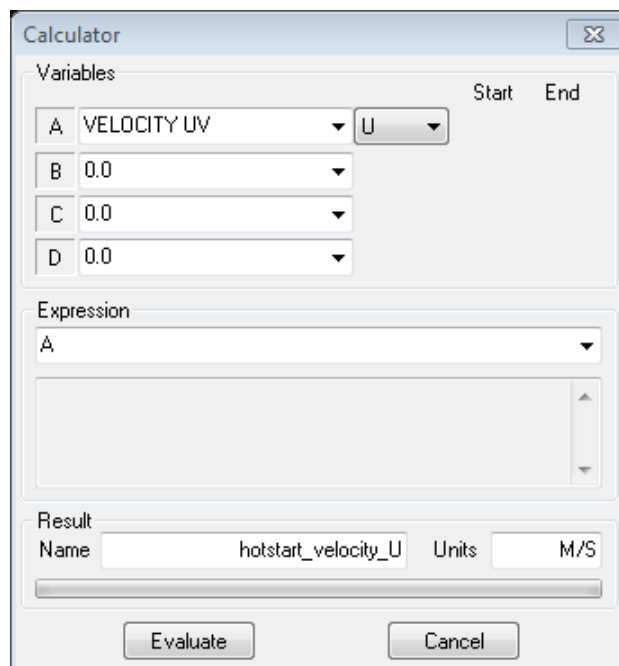 Calculator
Variables
Start End
A VELOCITY UV U
B 0.0
C 0.0
D 0.0
Expression
A
Result
Name hotstart_velocity_U Units M/S
Evaluate Cancel